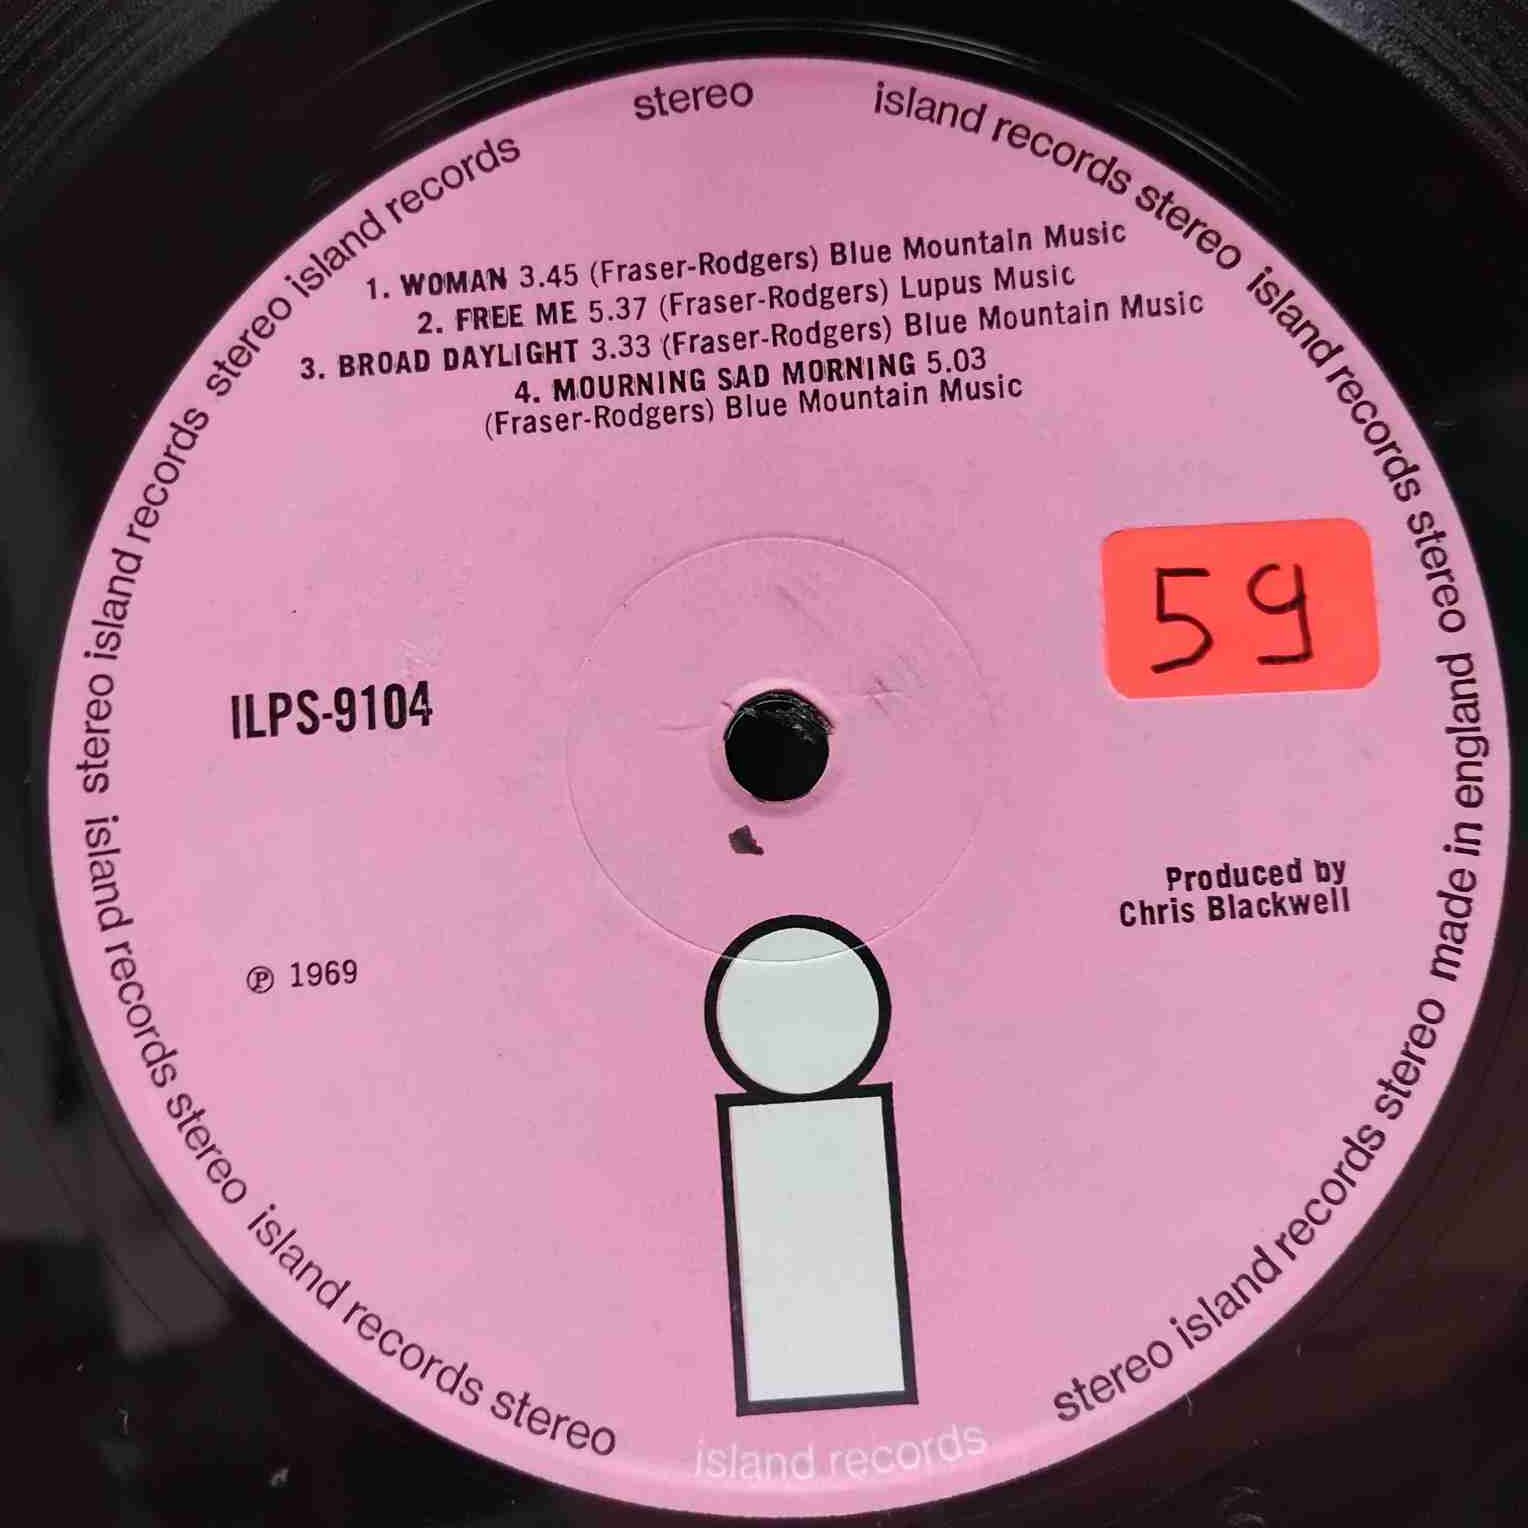 stereo island records stereo island records stereo made in england
stereo island records stereo island records stereo island records stereo
island records stereo island records
1. WOMAN 3.45 (Fraser-Rodgers) Blue Mountain Music
2. FREE ME 5.37 (Fraser-Rodgers) Lupus Music
3. BROAD DAYLIGHT 3.33 (Fraser-Rodgers) Blue Mountain Music
4. MOURNING SAD MORNING 5.03
(Fraser-Rodgers) Blue Mountain Music
59
ILPS-9104
Produced by
Chris Blackwell
℗ 1969
i
stereo island records stereo
island records